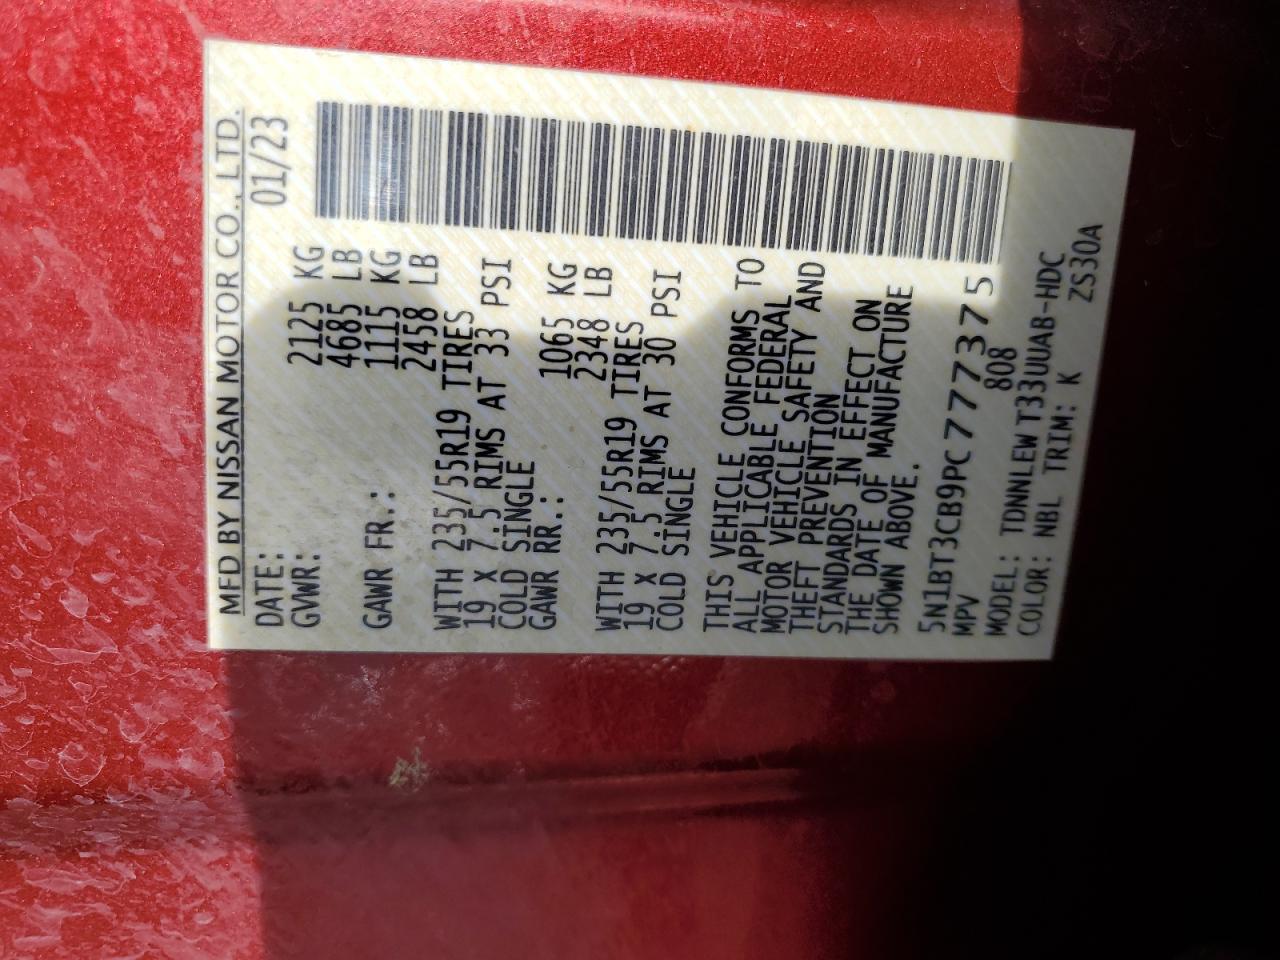 MFD BY NISSAN MOTOR CO.,LTD.
DATE: 01/23
GVWR: 2125 KG
4685 LB
GAWR FR.: 1115 KG
2458 LB
WITH 235/55R19 TIRES
19 X 7.5 RIMS AT 33 PSI
COLD SINGLE
GAWR RR.: 1065 KG
2348 LB
WITH 235/55R19 TIRES
19 X 7.5 RIMS AT 30 PSI
COLD SINGLE
THIS VEHICLE CONFORMS TO
ALL APPLICABLE FEDERAL
MOTOR VEHICLE SAFETY AND
THEFT PREVENTION
STANDARDS IN EFFECT ON
THE DATE OF MANUFACTURE
SHOWN ABOVE.
5N1BT3CB9PC777375
MPV 808
MODEL: TDNNLEWT33UUAB-HDC
COLOR: NBL TRIM: K ZS30A